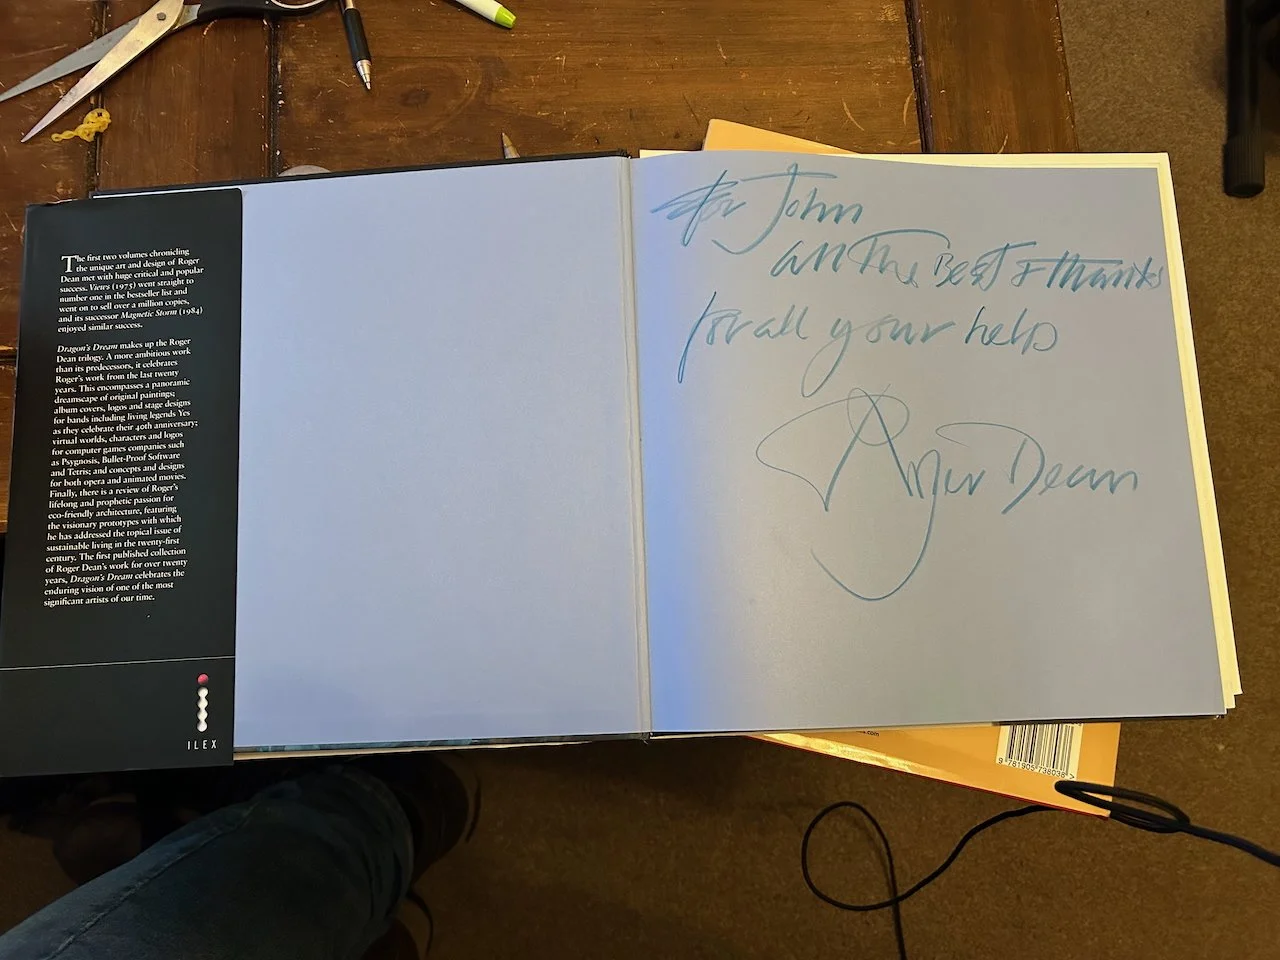 The first two volumes chronicling
the unique art and design of Roger
Dean met with huge critical and popular
success. Views (1975) went straight to
number one in the bestseller list and
went on to sell over a million copies,
and its successor Magnetic Storm (1984)
enjoyed similar success.
Dragon's Dream makes up the Roger
Dean trilogy. A more ambitious work
than its predecessors, it celebrates
Roger's work from the last twenty
years. This encompasses a panoramic
dreamscape of original paintings;
album covers, logos and stage designs
for bands including living legends Yes
as they celebrate their 40th anniversary;
virtual worlds, characters and logos
for computer games companies such
as Psygnosis, Bullet-Proof Software
and Tetris; and concepts and designs
for both opera and animated movies.
Finally, there is a review of Roger's
lifelong and prophetic passion for
eco-friendly architecture, featuring
the visionary prototypes with which
he has addressed the topical issue of
sustainable living in the twenty-first
century. The first published collection
of Roger Dean's work for over twenty
years, Dragon's Dream celebrates the
enduring vision of one of the most
significant artists of our time.
ILEX
for John
all The Best & thanks
for all your help
Roger Dean
9 781905 798038 >